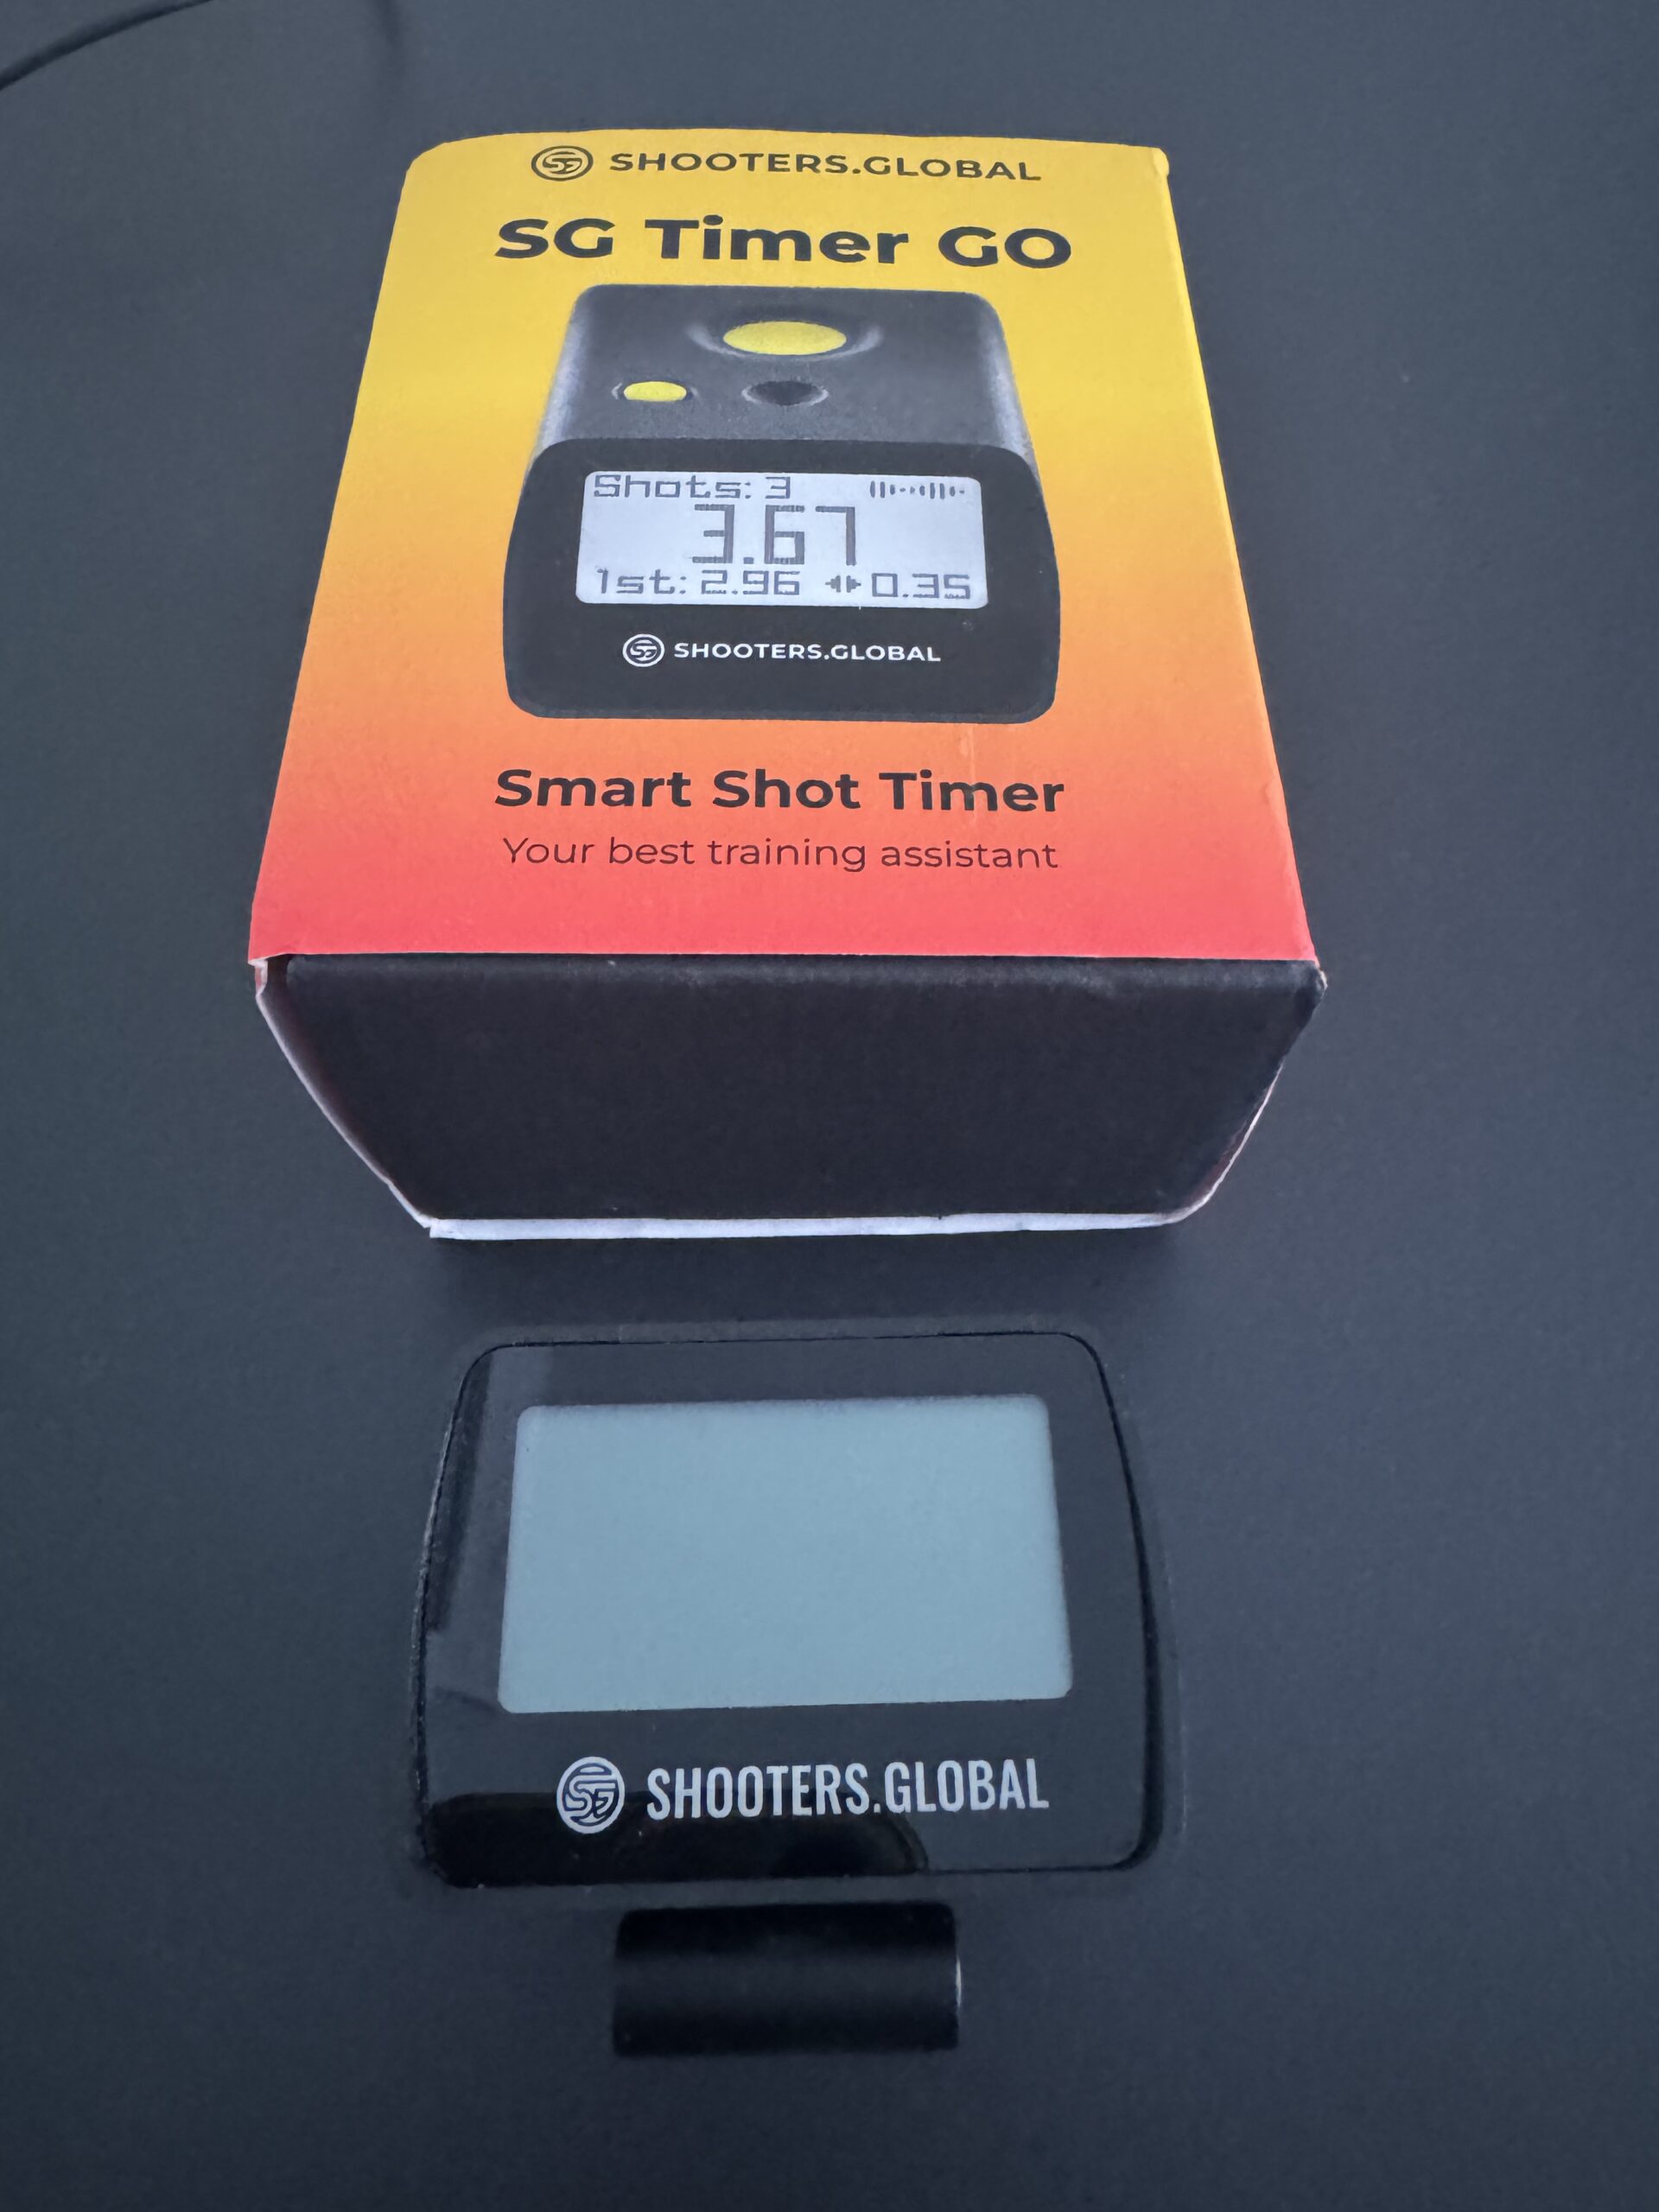 SHOOTERS.GLOBAL
SG Timer GO
Shots: 3
3.67
1st: 2.96 0.35
SHOOTERS.GLOBAL
Smart Shot Timer
Your best training assistant
SHOOTERS.GLOBAL